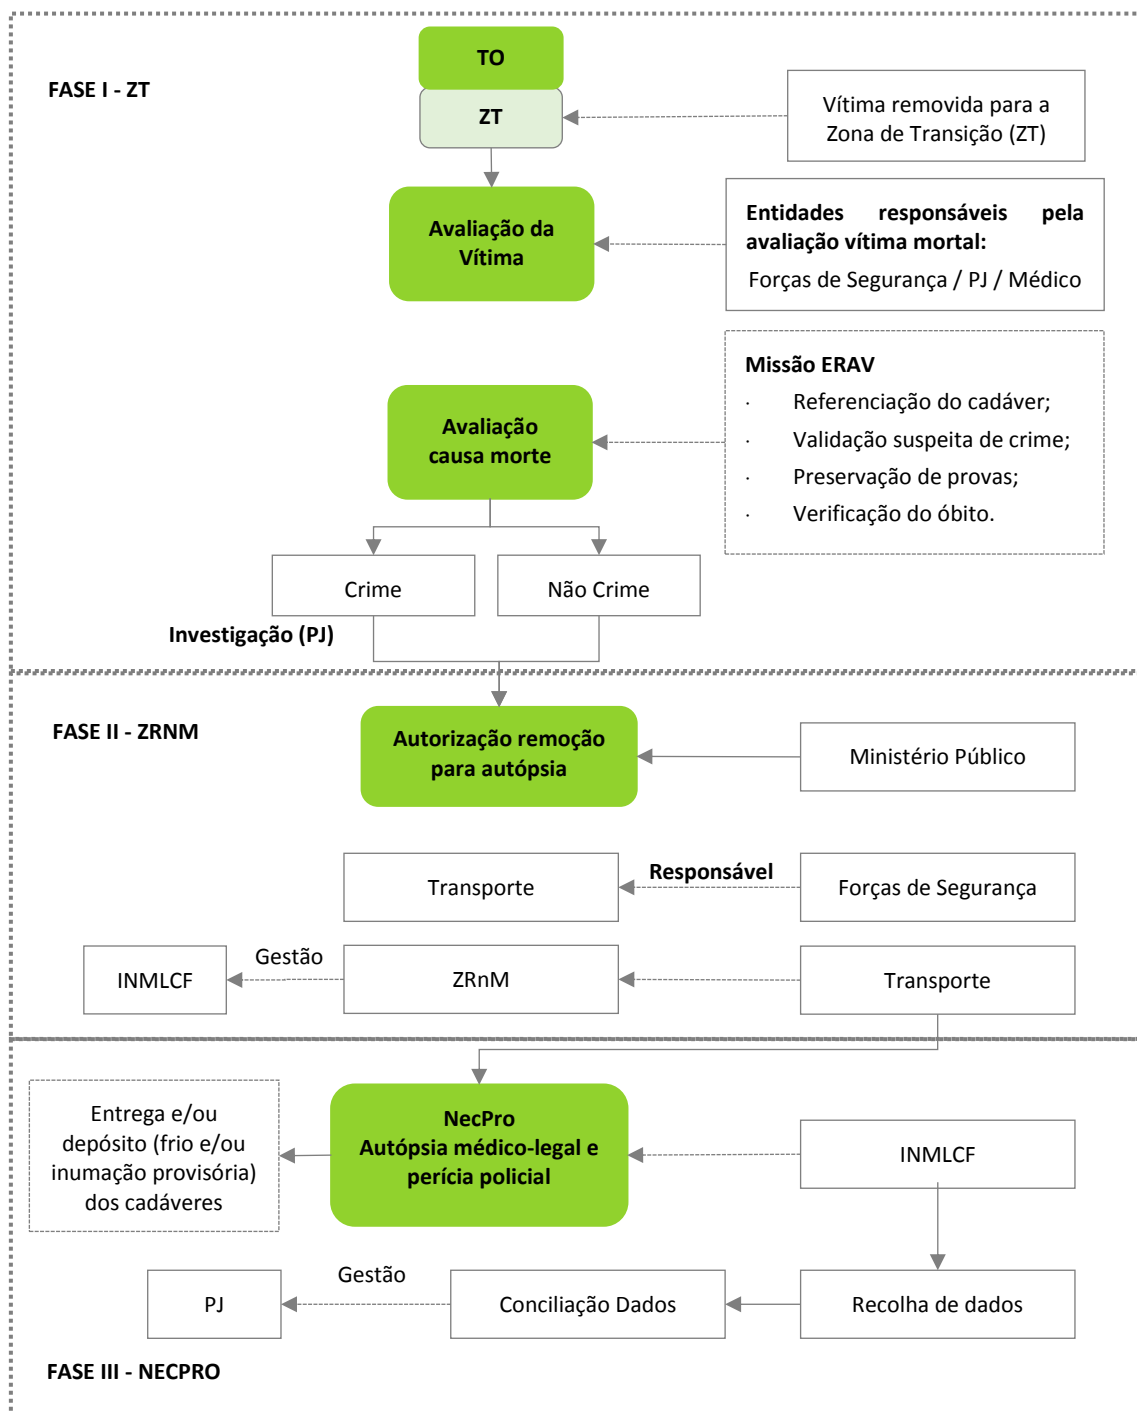 TO
FASE I - ZT
ZT
Vítima removida para a
Zona de Transição (ZT)
Avaliação da
Vítima
Entidades responsáveis pela
avaliação vítima mortal:
Forças de Segurança / PJ / Médico
Missão ERAV
· Referenciação do cadáver;
· Validação suspeita de crime;
· Preservação de provas;
· Verificação do óbito.
Avaliação
causa morte
Crime
Não Crime
Investigação (PJ)
FASE II - ZRNM
Autorização remoção
para autópsia
Ministério Público
Transporte
Responsável
Forças de Segurança
INMLCF
Gestão
ZRnM
Transporte
Entrega e/ou
depósito (frio e/ou
inumação provisória)
dos cadáveres
NecPro
Autópsia médico-legal e
perícia policial
INMLCF
PJ
Gestão
Conciliação Dados
Recolha de dados
FASE III - NECPRO